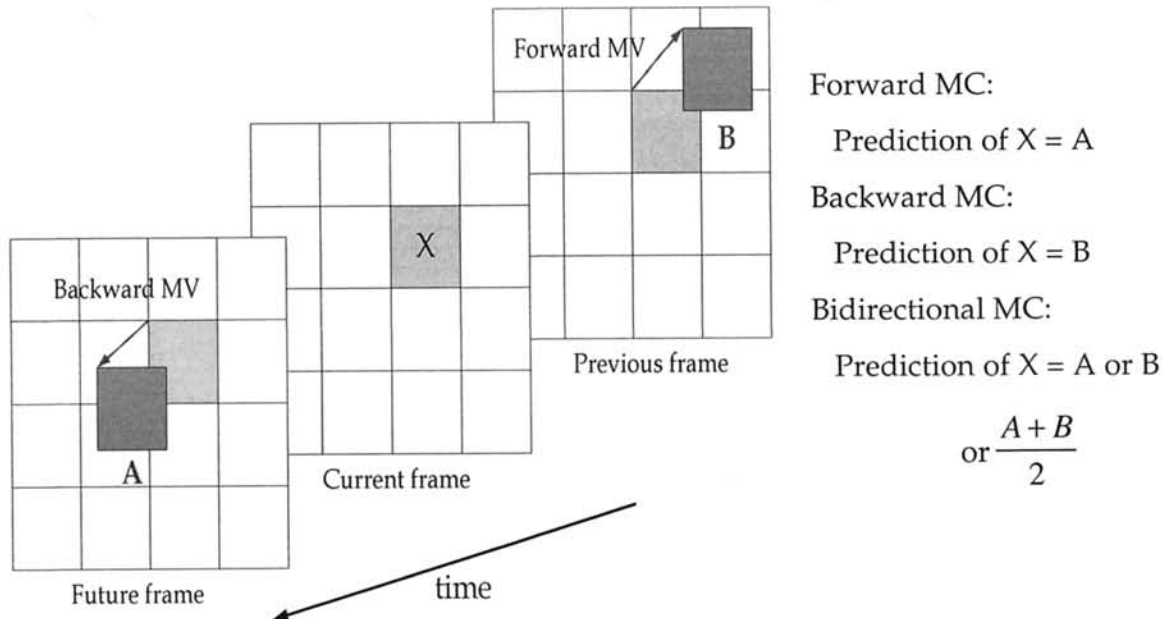 Forward MV
B
Previous frame
X
Current frame
Backward MV
A
Future frame
time
Forward MC:
Prediction of X = A
Backward MC:
Prediction of X = B
Bidirectional MC:
Prediction of X = A or B
or \frac{A+B}{2}